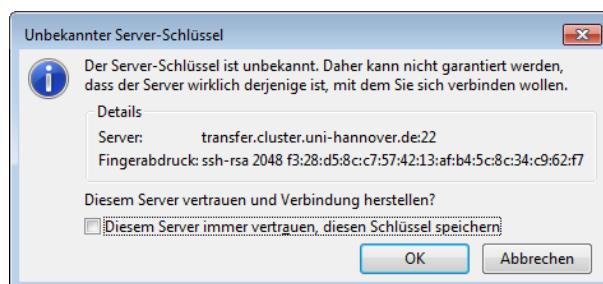 Unbekannter Server-Schlüssel
Der Server-Schlüssel ist unbekannt. Daher kann nicht garantiert werden,
dass der Server wirklich derjenige ist, mit dem Sie sich verbinden wollen.
Details
Server: transfer.cluster.uni-hannover.de:22
Fingerabdruck: ssh-rsa 2048 f3:28:d5:8c:c7:57:42:13:af:b4:5c:8c:34:c9:62:f7
Diesem Server vertrauen und Verbindung herstellen?
Diesem Server immer vertrauen, diesen Schlüssel speichern
OK Abbrechen